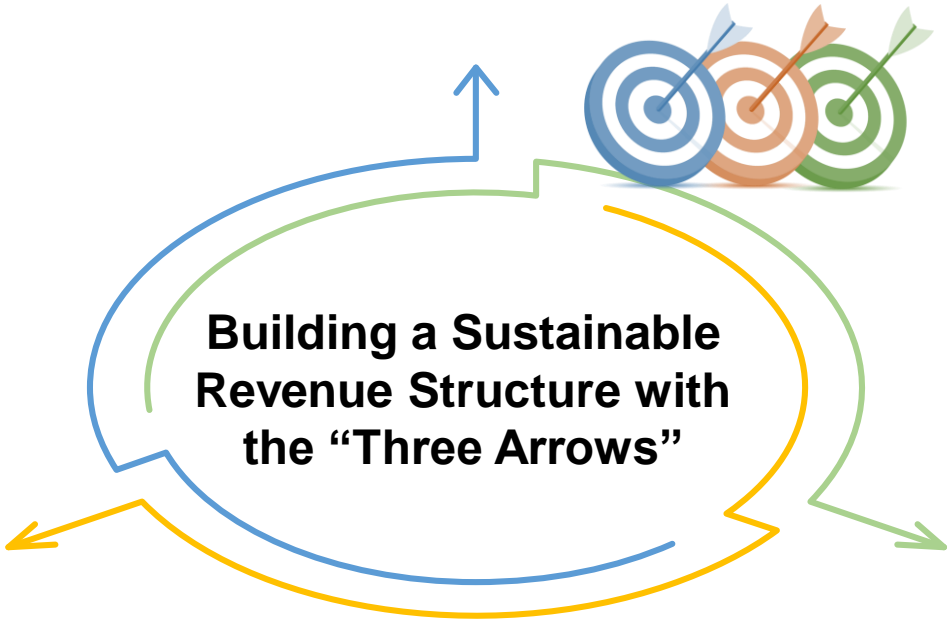 Building a Sustainable
Revenue Structure with
the “Three Arrows”